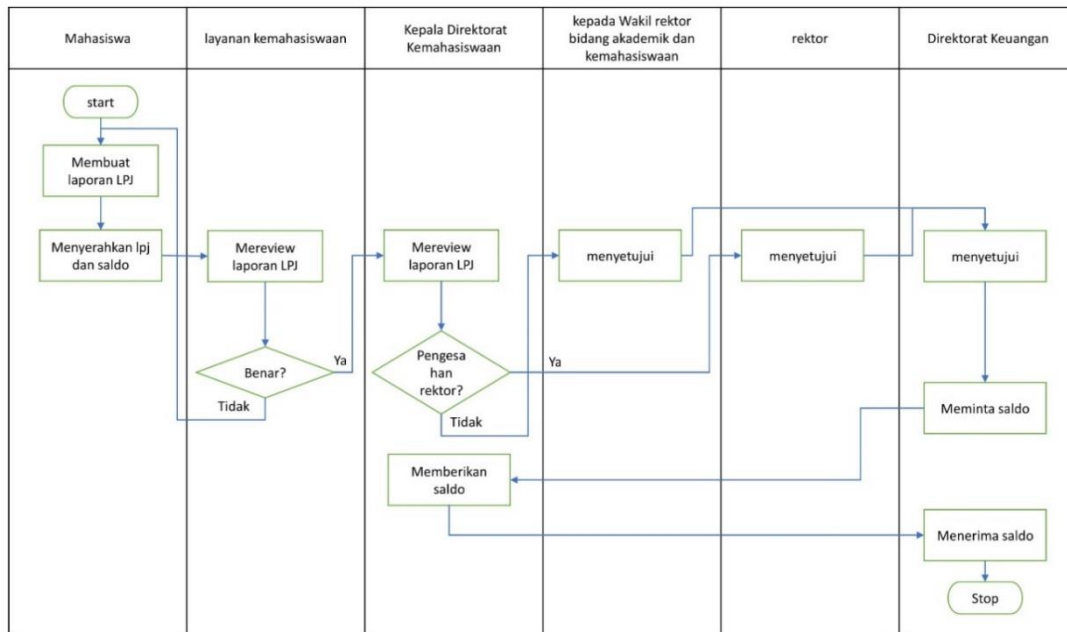 Mahasiswa
layanan kemahasiswaan
Kepala Direktorat
Kemahasiswaan
kepada Wakil rektor
bidang akademik dan
kemahasiswaan
rektor
Direktorat Keuangan
start
Membuat
laporan LPJ
Menyerahkan lpj
dan saldo
Mereview
laporan LPJ
Mereview
laporan LPJ
menyetujui
menyetujui
menyetujui
Benar?
Ya
Tidak
Pengesa
han
rektor?
Ya
Tidak
Meminta saldo
Memberikan
saldo
Menerima saldo
Stop